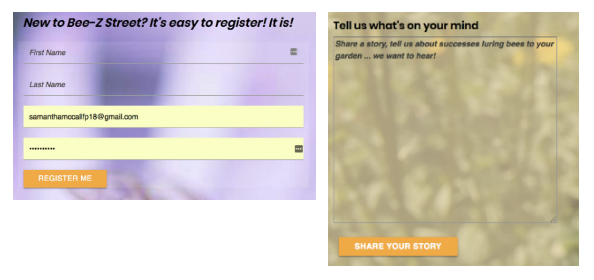 New to Bee-Z Street? It's easy to register! It is!
First Name
Last Name
samanthamccallfp18@gmail.com
••••••••••
REGISTER ME
Tell us what's on your mind
Share a story, tell us about successes luring bees to your
garden ... we want to hear!
SHARE YOUR STORY